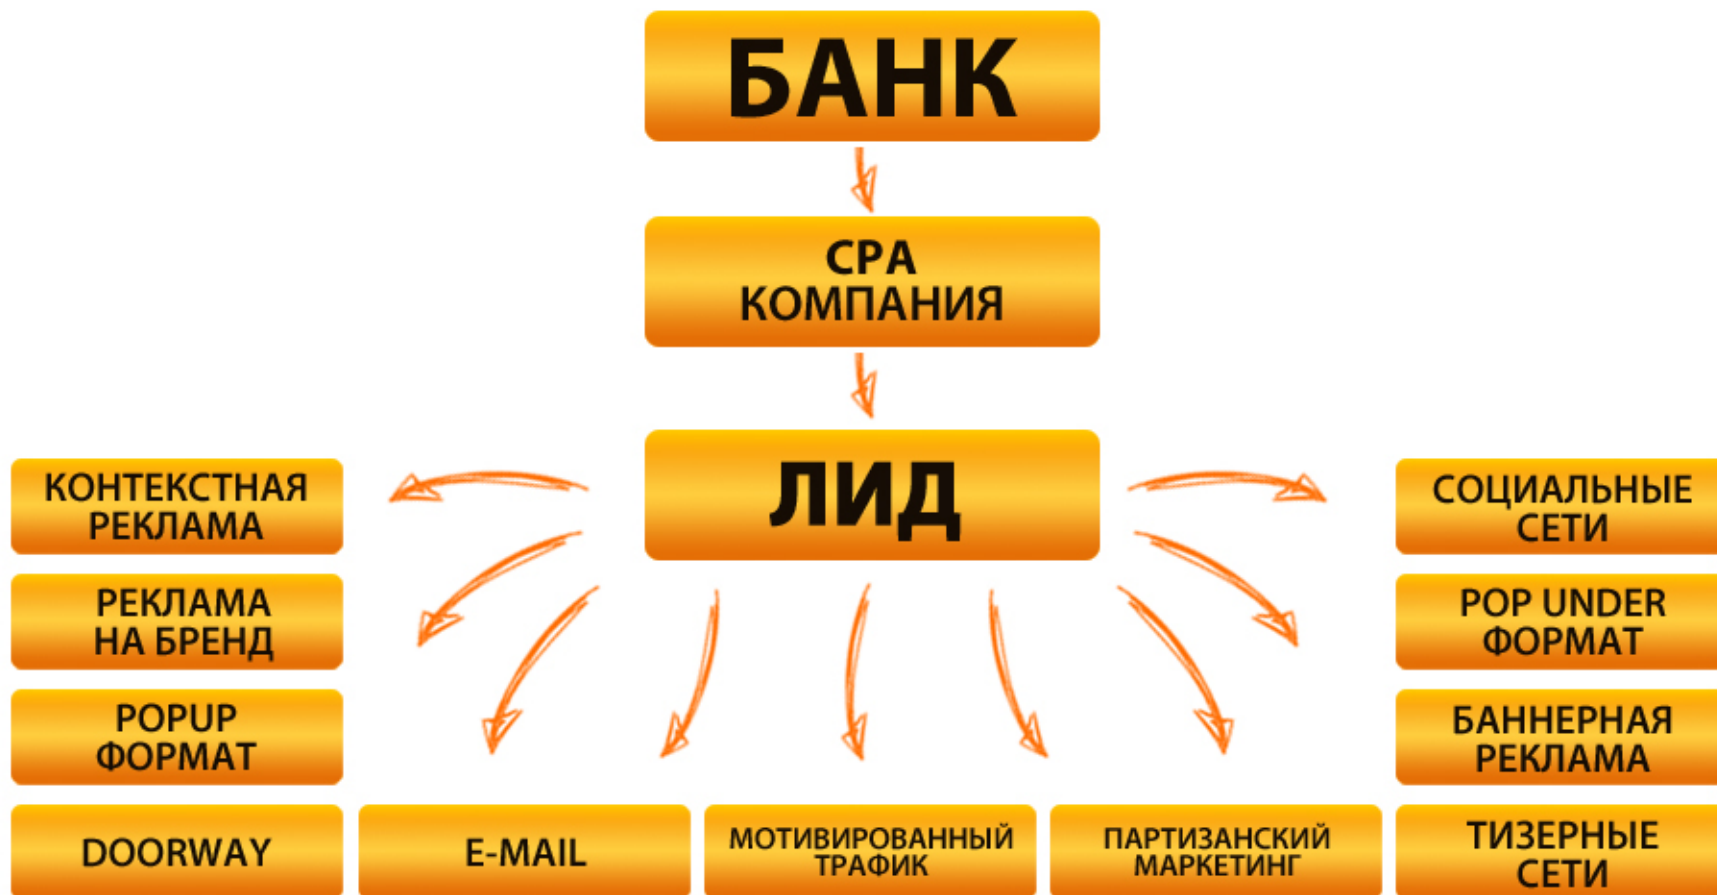 БАНК
CPA
КОМПАНИЯ
ЛИД
КОНТЕКСТНАЯ
РЕКЛАМА
РЕКЛАМА
НА БРЕНД
POPUP
ФОРМАТ
DOORWAY
E-MAIL
МОТИВИРОВАННЫЙ
ТРАФИК
ПАРТИЗАНСКИЙ
МАРКЕТИНГ
СОЦИАЛЬНЫЕ
СЕТИ
POP UNDER
ФОРМАТ
БАННЕРНАЯ
РЕКЛАМА
ТИЗЕРНЫЕ
СЕТИ